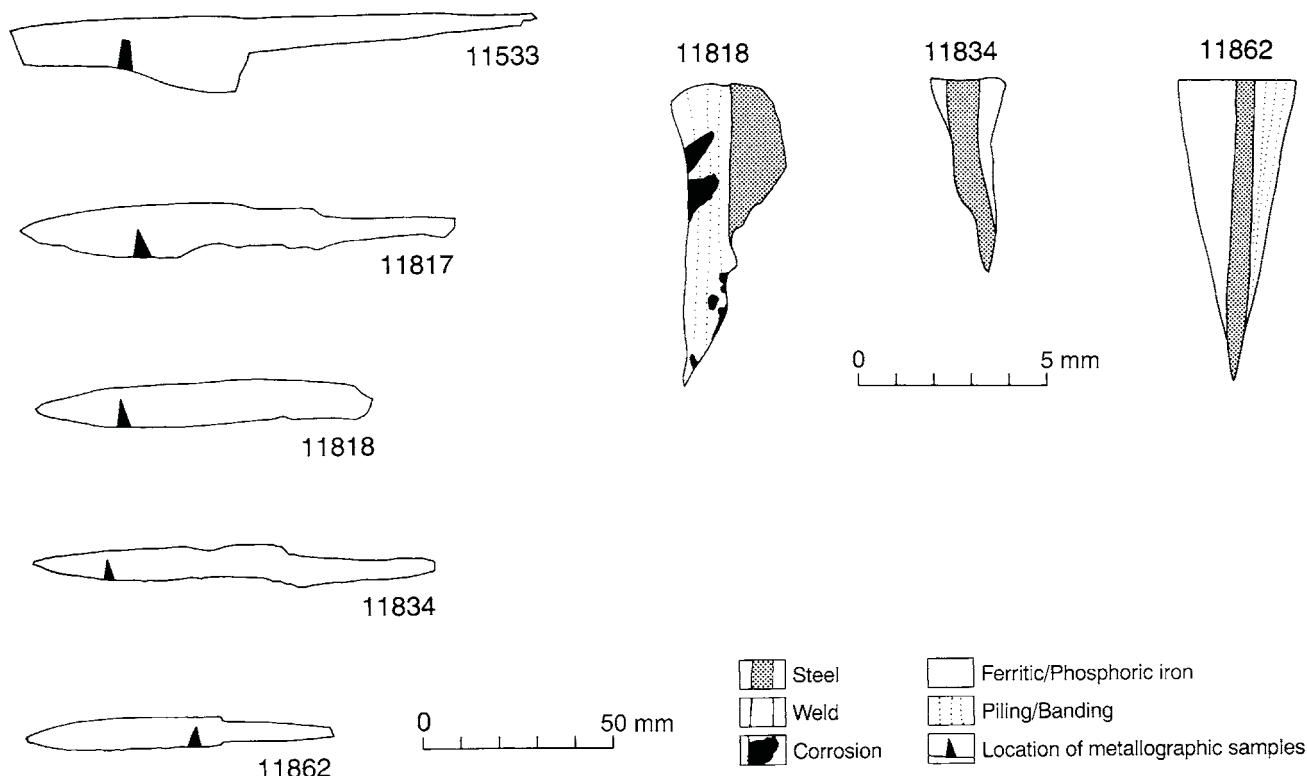 11533
11817
11818
11834
11862
0 50 mm
11818 11834 11862
0 5 mm
Steel
Weld
Corrosion
Ferritic/Phosphoric iron
Piling/Banding
Location of metallographic samples